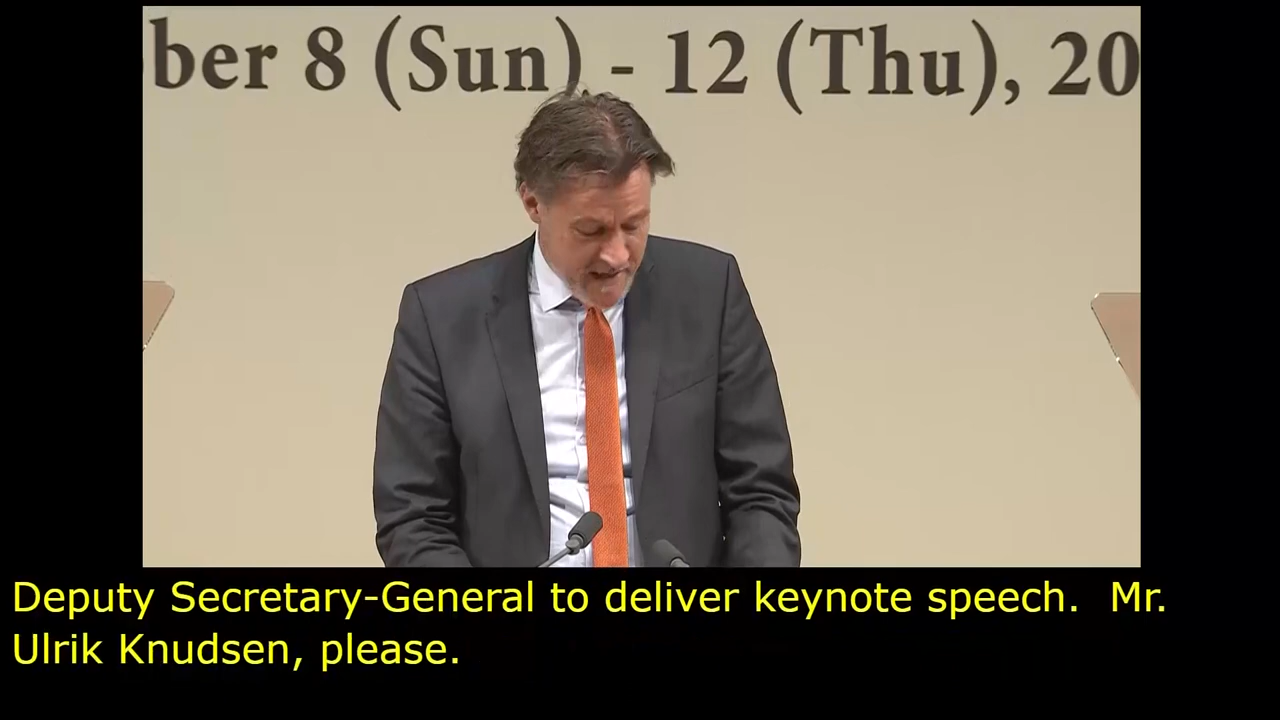 ber 8 (Sun) - 12 (Thu), 20
Deputy Secretary-General to deliver keynote speech.  Mr.
Ulrik Knudsen, please.